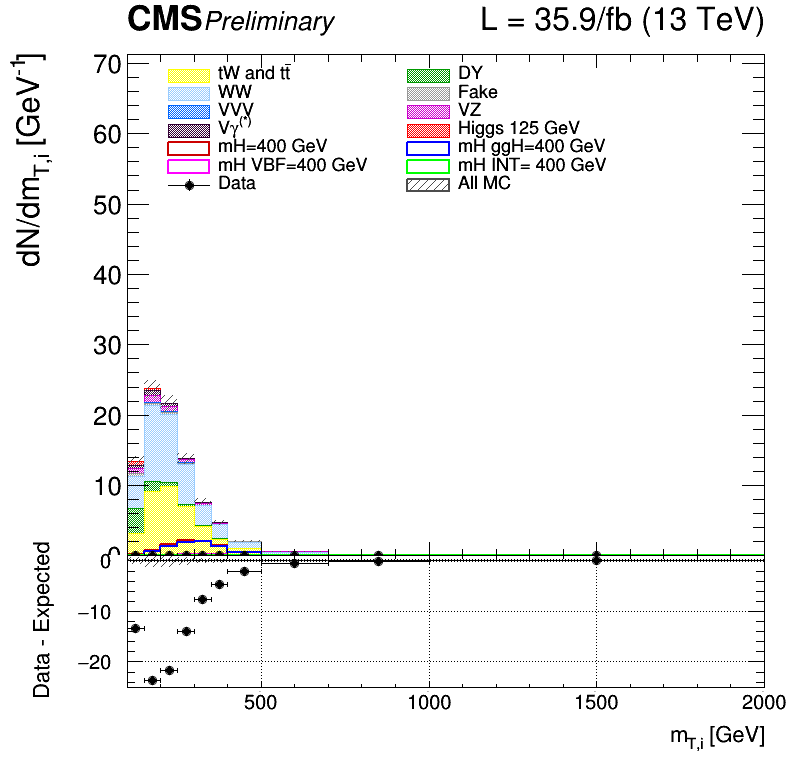 CMS Preliminary L = 35.9/fb (13 TeV)
dN/dm_{T,i} [GeV^{-1}]
70
60
50
40
30
20
10
0
tW and tt̄
WW
VVV
Vγ^{(*)}
mH=400 GeV
mH VBF=400 GeV
Data
DY
Fake
VZ
Higgs 125 GeV
mH ggH=400 GeV
mH INT= 400 GeV
All MC
Data - Expected
0
−10
−20
500 1000 1500 2000
m_{T,i} [GeV]